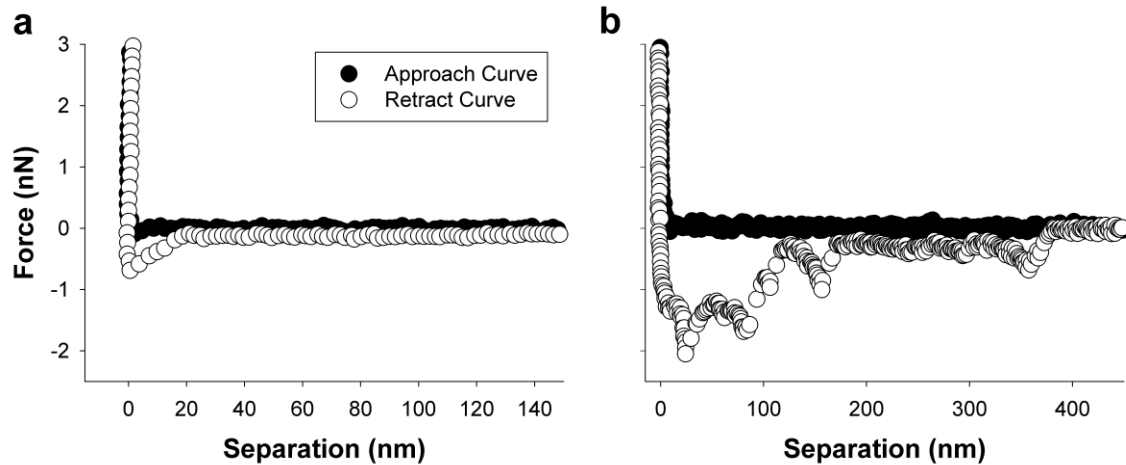 a
b
3
2
1
0
-1
-2
Force (nN)
Approach Curve
Retract Curve
0 20 40 60 80 100 120 140
0 100 200 300 400
Separation (nm)
Separation (nm)